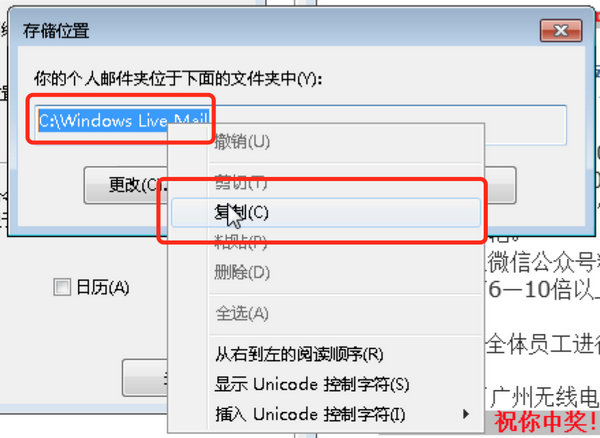 存储位置
你的个人邮件夹位于下面的文件夹中(Y):
C:\Windows Live Mail
更改(C)...
撤销(U)
剪切(T)
复制(C)
粘贴(P)
删除(D)
全选(A)
从右到左的阅读顺序(R)
显示 Unicode 控制字符(S)
插入 Unicode 控制字符(I)
日历(A)
微信公众号
6—10倍以
全体员工进行
广州无线电
祝你中奖!